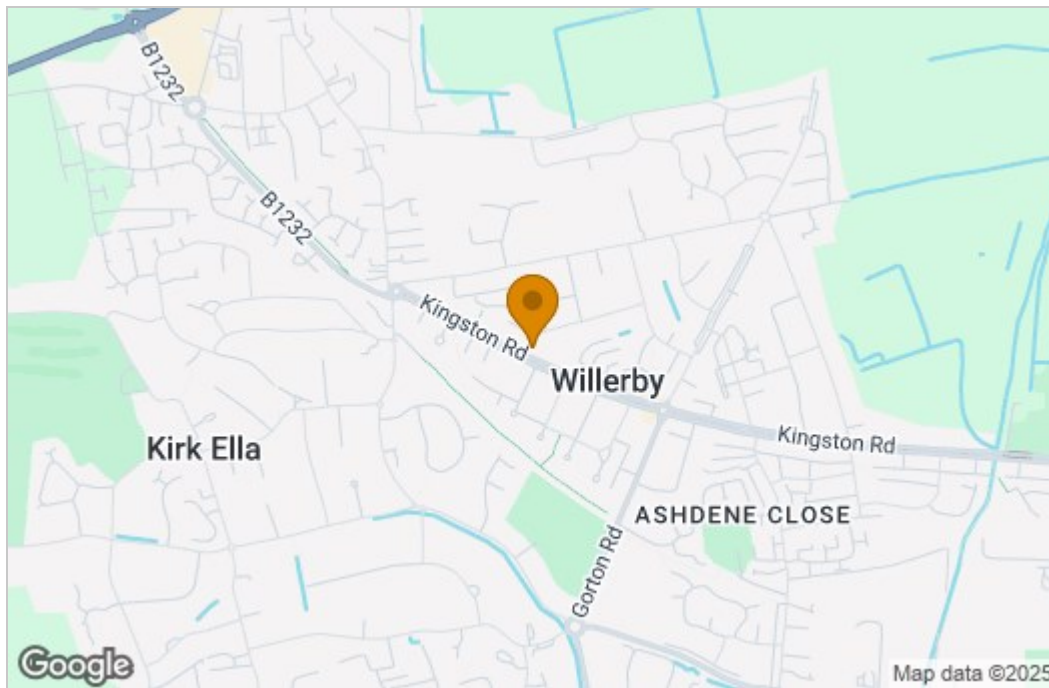 B1232
B1232
Kingston Rd
Willerby
Kirk Ella
Kingston Rd
ASHDENE CLOSE
Gorton Rd
Google
Map data ©2025